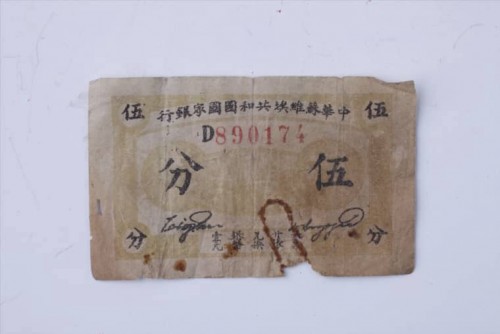 伍 伍
中華蘇維埃共和國國家銀行
D890174
伍分
分 分